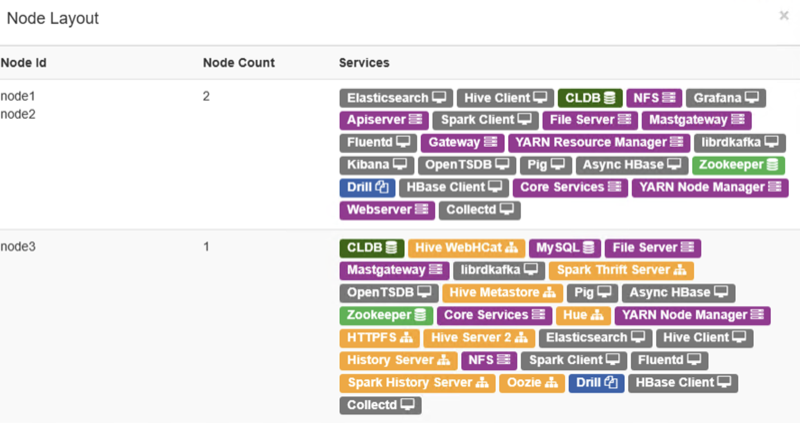 Node Layout ×
Node Id Node Count Services
node1 2 Elasticsearch Hive Client CLDB NFS Grafana
node2 Apiserver Spark Client File Server Mastgateway
Fluentd Gateway YARN Resource Manager librdkafka
Kibana OpenTSDB Pig Async HBase Zookeeper
Drill HBase Client Core Services YARN Node Manager
Webserver Collectd
node3 1 CLDB Hive WebHCat MySQL File Server
Mastgateway librdkafka Spark Thrift Server
OpenTSDB Hive Metastore Pig Async HBase
Zookeeper Core Services Hue YARN Node Manager
HTTPFS Hive Server 2 Elasticsearch Hive Client
History Server NFS Spark Client Fluentd
Spark History Server Oozie Drill HBase Client
Collectd